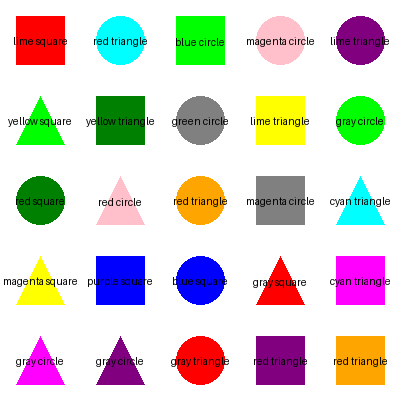 lime square red triangle blue circle magenta circle lime triangle
yellow square yellow triangle green circle lime triangle gray circle
red square red circle red triangle magenta circle cyan triangle
magenta square purple square blue square gray square cyan triangle
gray circle gray circle gray triangle red triangle red triangle